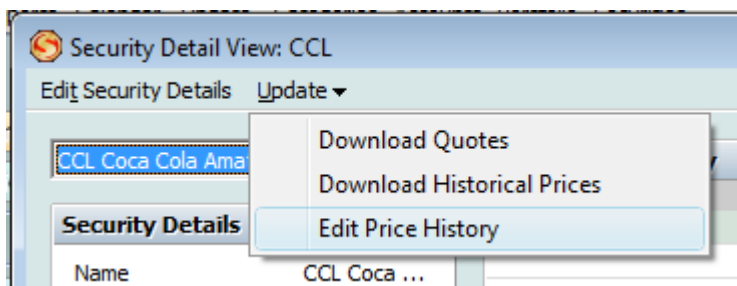 Security Detail View: CCL
Edit Security Details Update
CCL Coca Cola Ama
Download Quotes
Download Historical Prices
Edit Price History
Security Details
Name CCL Coca ...